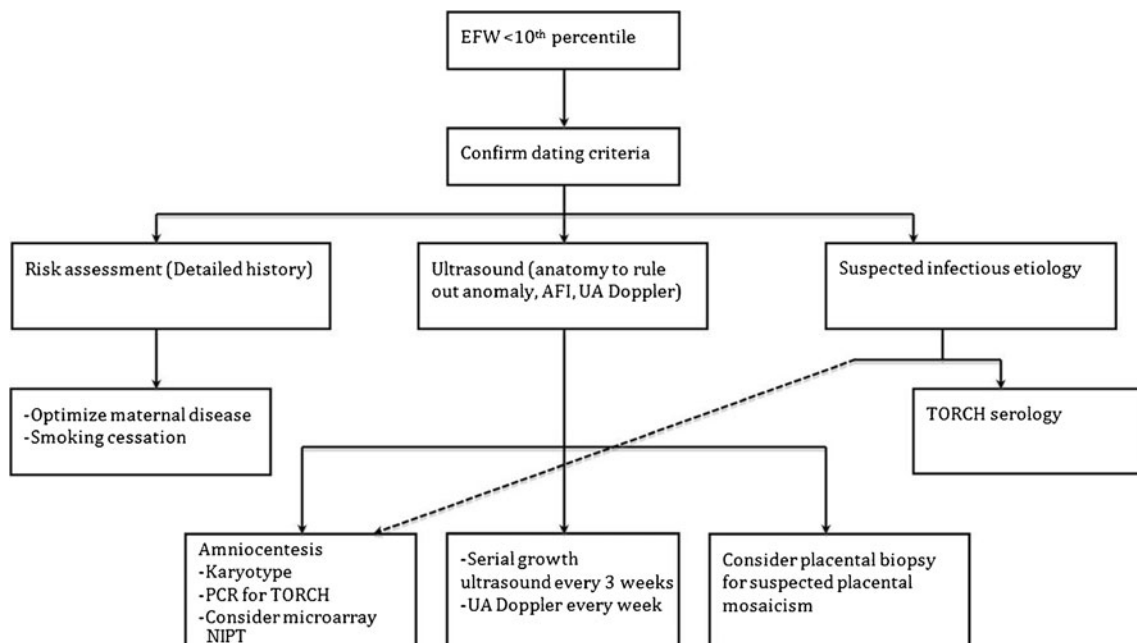 EFW <10th percentile
Confirm dating criteria
Risk assessment (Detailed history)
Ultrasound (anatomy to rule
out anomaly, AFI, UA Doppler)
Suspected infectious etiology
-Optimize maternal disease
-Smoking cessation
TORCH serology
Amniocentesis
-Karyotype
-PCR for TORCH
-Consider microarray
NIPT
-Serial growth
ultrasound every 3 weeks
-UA Doppler every week
Consider placental biopsy
for suspected placental
mosaicism